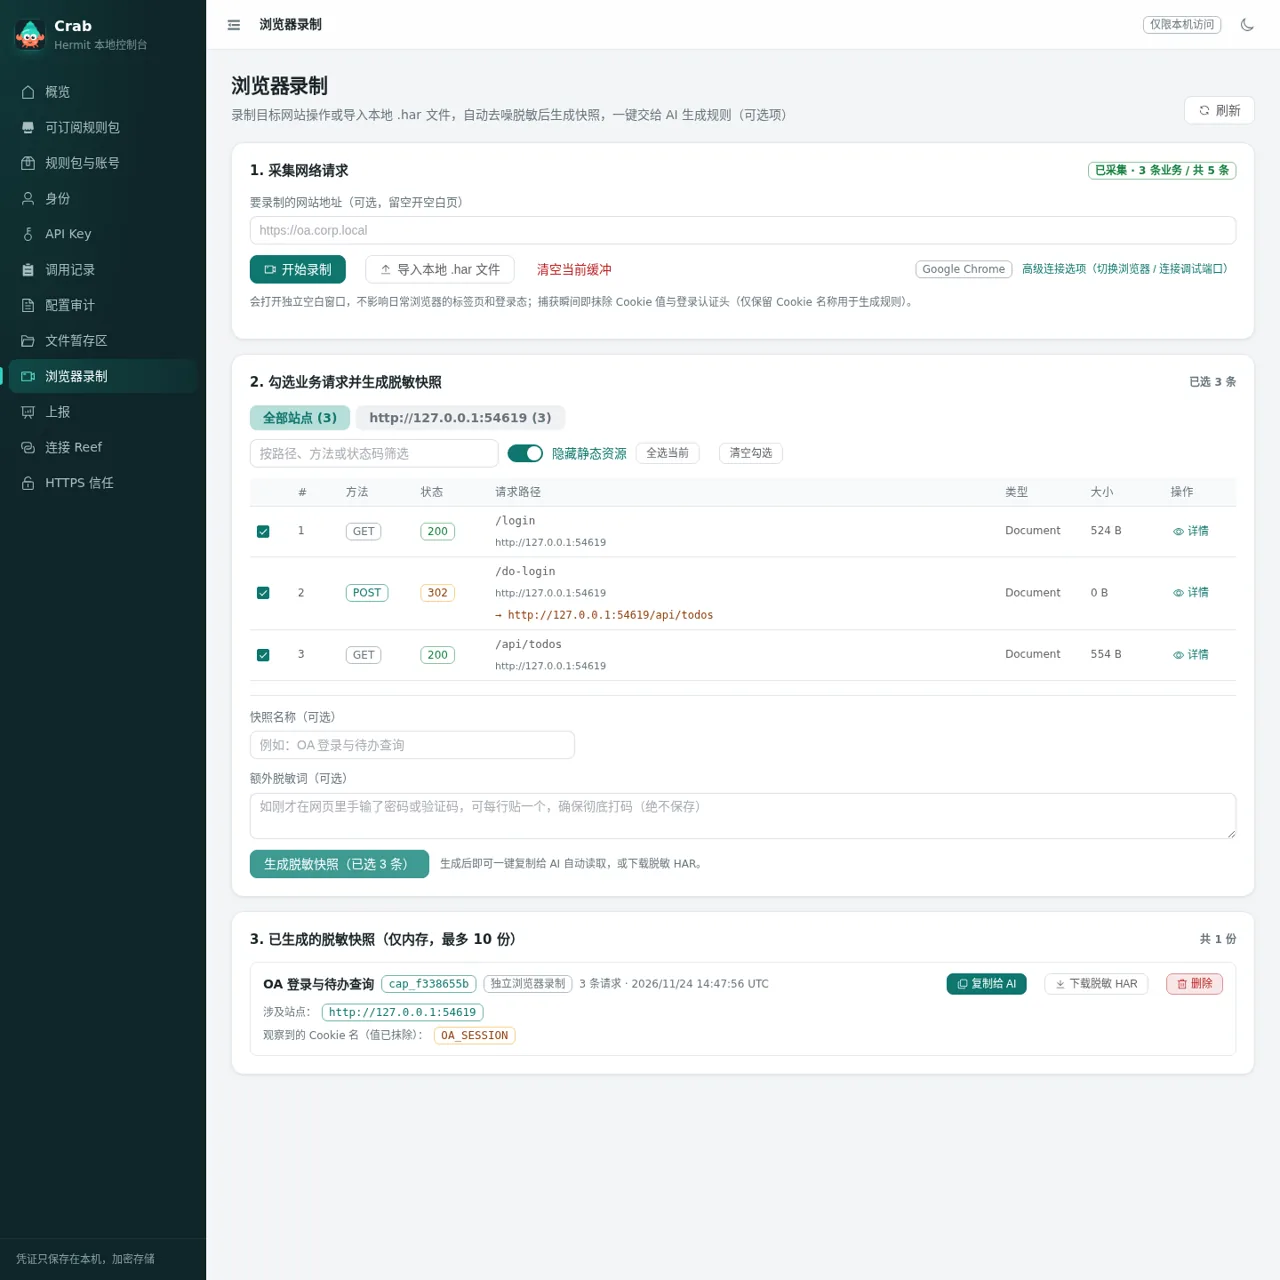 Crab
Hermit 本地控制台
概览
可订阅规则包
规则包与账号
身份
API Key
调用记录
配置审计
文件暂存区
浏览器录制
上报
连接 Reef
HTTPS 信任
凭证只保存在本机，加密存储
浏览器录制
仅限本机访问
浏览器录制
录制目标网站操作或导入本地 .har 文件，自动去噪脱敏后生成快照，一键交给 AI 生成规则（可选项）
刷新
1. 采集网络请求
已采集 · 3 条业务 / 共 5 条
要录制的网站地址（可选，留空开空白页）
https://oa.corp.local
开始录制
导入本地 .har 文件
清空当前缓冲
Google Chrome
高级连接选项（切换浏览器 / 连接调试端口）
会打开独立空白窗口，不影响日常浏览器的标签页和登录态；捕获瞬间即抹除 Cookie 值与登录认证头（仅保留 Cookie 名称用于生成规则）。
2. 勾选业务请求并生成脱敏快照
已选 3 条
全部站点 (3)
http://127.0.0.1:54619 (3)
按路径、方法或状态码筛选
隐藏静态资源
全选当前
清空勾选
# 方法 状态 请求路径 类型 大小 操作
1 GET 200 /login Document 524 B 详情
http://127.0.0.1:54619
2 POST 302 /do-login Document 0 B 详情
http://127.0.0.1:54619
→ http://127.0.0.1:54619/api/todos
3 GET 200 /api/todos Document 554 B 详情
http://127.0.0.1:54619
快照名称（可选）
例如：OA 登录与待办查询
额外脱敏词（可选）
如刚才在网页里手输了密码或验证码，可每行贴一个，确保彻底打码（绝不保存）
生成脱敏快照（已选 3 条）
生成后即可一键复制给 AI 自动读取，或下载脱敏 HAR。
3. 已生成的脱敏快照（仅内存，最多 10 份）
共 1 份
OA 登录与待办查询 cap_f338655b 独立浏览器录制 3 条请求 · 2026/11/24 14:47:56 UTC
复制给 AI
下载脱敏 HAR
删除
涉及站点： http://127.0.0.1:54619
观察到的 Cookie 名（值已抹除）： OA_SESSION